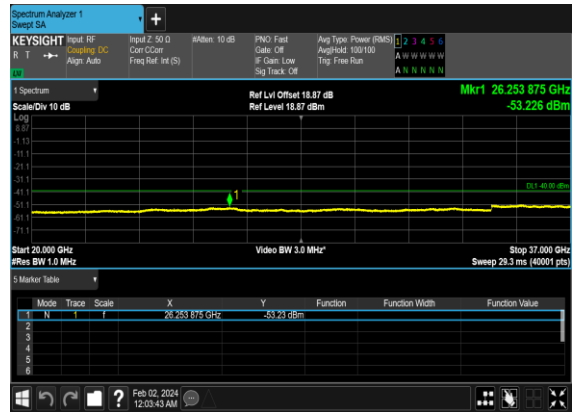 Spectrum Analyzer 1
Swept SA
KEYSIGHT Input: RF Input Z: 50 Ω #Atten: 10 dB PNO: Fast Avg Type: Power (RMS) 1 2 3 4 5 6
R T Coupling: DC Corr CCorr Gate: Off Avg|Hold: 100/100 A W W W W W
Align: Auto Freq Ref: Int (S) IF Gain: Low Trig: Free Run
Sig Track: Off A N N N N N
1 Spectrum Ref Lvl Offset 18.87 dB Mkr1 26.253 875 GHz
Scale/Div 10 dB Ref Level 18.87 dBm -53.226 dBm
Log
8.87
-1.13
-11.1
-21.1
-31.1
DL1 -40.00 dBm
-41.1
1
-51.1
-61.1
-71.1
Start 20.000 GHz Video BW 3.0 MHz* Stop 37.000 GHz
#Res BW 1.0 MHz Sweep 29.3 ms (40001 pts)
5 Marker Table
Mode Trace Scale X Y Function Function Width Function Value
1 N 1 f 26.253 875 GHz -53.23 dBm
2
3
4
5
6
? Feb 02, 2024
12:03:43 AM